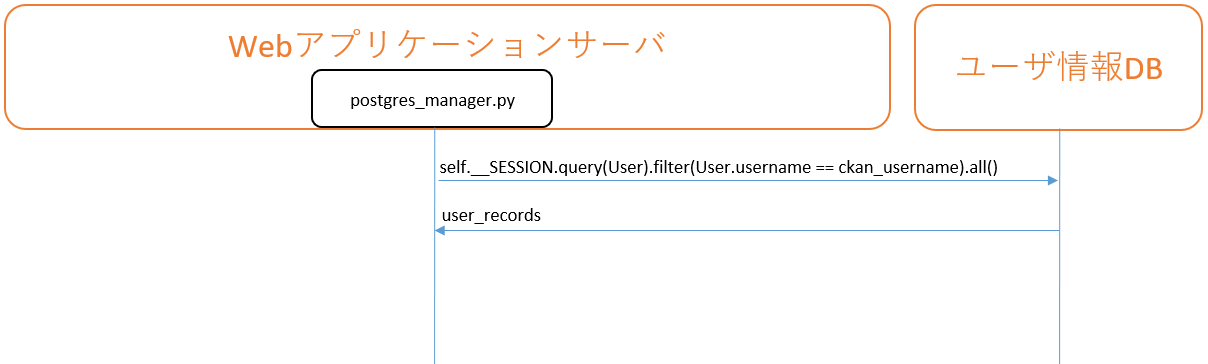 Webアプリケーションサーバ
ユーザ情報DB
postgres_manager.py
self.__SESSION.query(User).filter(User.username == ckan_username).all()
user_records